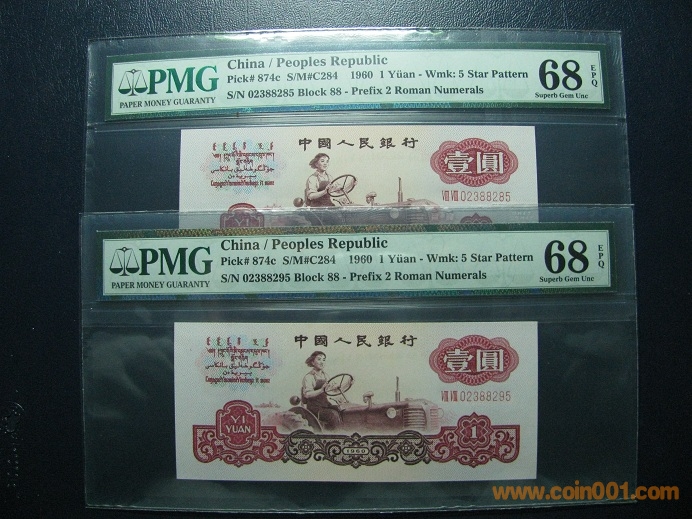 China / Peoples Republic
PMG
PAPER MONEY GUARANTY
Pick# 874c S/M#C284 1960 1 Yüan - Wmk: 5 Star Pattern
S/N 02388285 Block 88 - Prefix 2 Roman Numerals
68 EPQ
Superb Gem Unc
中國人民銀行
壹圓
VIII VIII 02388285
China / Peoples Republic
PMG
PAPER MONEY GUARANTY
Pick# 874c S/M#C284 1960 1 Yüan - Wmk: 5 Star Pattern
S/N 02388295 Block 88 - Prefix 2 Roman Numerals
68 EPQ
Superb Gem Unc
中國人民銀行
壹圓
VIII VIII 02388295
YI
YUAN
1960
1
www.coin001.com